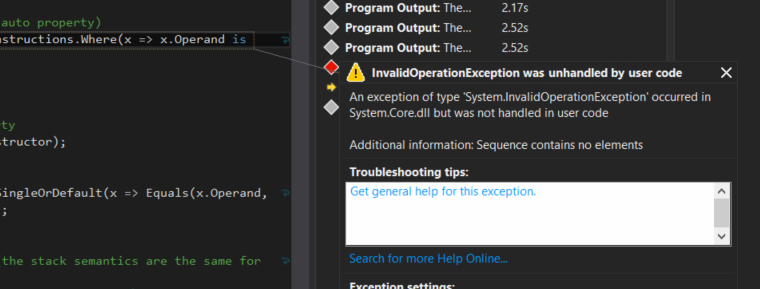 auto property)
structions.Where(x => x.Operand is
ty
structor);
SingleOrDefault(x => Equals(x.Operand,
;
the stack semantics are the same for
Program Output: The... 2.17s
Program Output: The... 2.52s
Program Output: The... 2.52s
InvalidOperationException was unhandled by user code
An exception of type 'System.InvalidOperationException' occurred in
System.Core.dll but was not handled in user code
Additional information: Sequence contains no elements
Troubleshooting tips:
Get general help for this exception.
Search for more Help Online...
Exception settings: